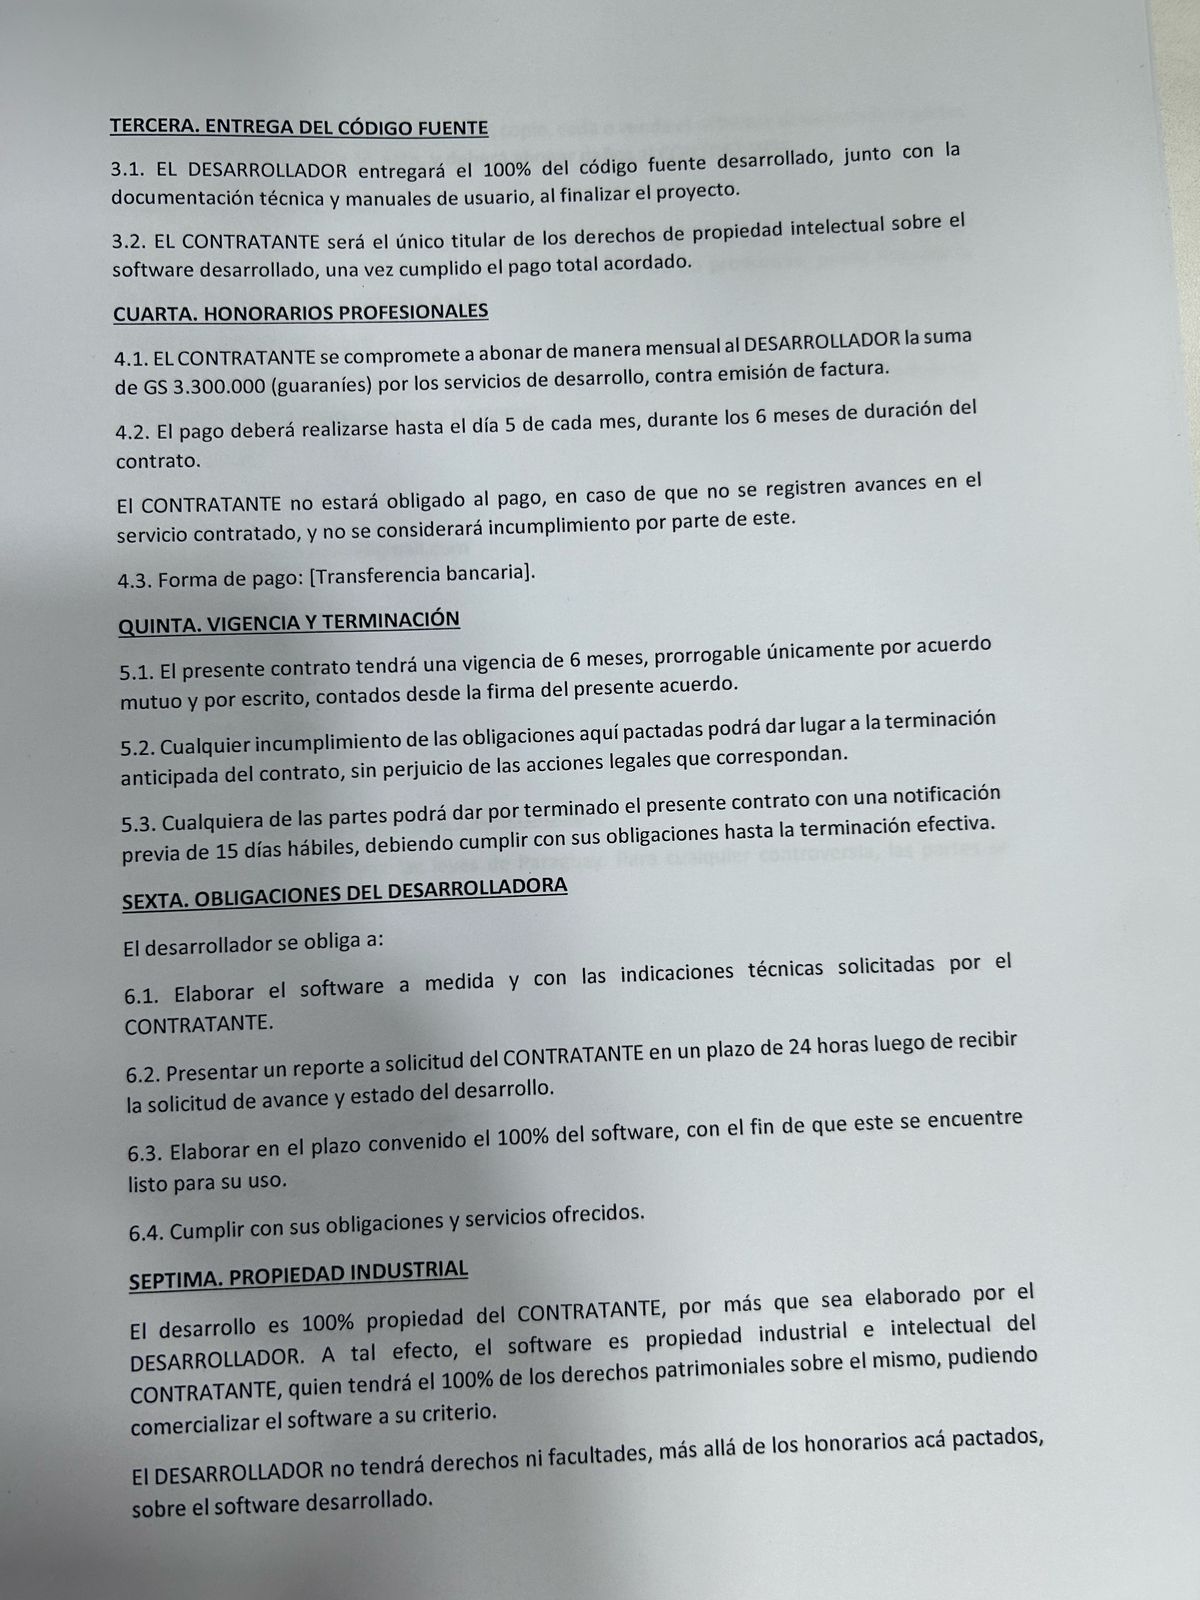 TERCERA. ENTREGA DEL CÓDIGO FUENTE
3.1. EL DESARROLLADOR entregará el 100% del código fuente desarrollado, junto con la
documentación técnica y manuales de usuario, al finalizar el proyecto.
3.2. EL CONTRATANTE será el único titular de los derechos de propiedad intelectual sobre el
software desarrollado, una vez cumplido el pago total acordado.
CUARTA. HONORARIOS PROFESIONALES
4.1. EL CONTRATANTE se compromete a abonar de manera mensual al DESARROLLADOR la suma
de GS 3.300.000 (guaraníes) por los servicios de desarrollo, contra emisión de factura.
4.2. El pago deberá realizarse hasta el día 5 de cada mes, durante los 6 meses de duración del
contrato.
El CONTRATANTE no estará obligado al pago, en caso de que no se registren avances en el
servicio contratado, y no se considerará incumplimiento por parte de este.
4.3. Forma de pago: [Transferencia bancaria].
QUINTA. VIGENCIA Y TERMINACIÓN
5.1. El presente contrato tendrá una vigencia de 6 meses, prorrogable únicamente por acuerdo
mutuo y por escrito, contados desde la firma del presente acuerdo.
5.2. Cualquier incumplimiento de las obligaciones aquí pactadas podrá dar lugar a la terminación
anticipada del contrato, sin perjuicio de las acciones legales que correspondan.
5.3. Cualquiera de las partes podrá dar por terminado el presente contrato con una notificación
previa de 15 días hábiles, debiendo cumplir con sus obligaciones hasta la terminación efectiva.
SEXTA. OBLIGACIONES DEL DESARROLLADORA
El desarrollador se obliga a:
6.1. Elaborar el software a medida y con las indicaciones técnicas solicitadas por el
CONTRATANTE.
6.2. Presentar un reporte a solicitud del CONTRATANTE en un plazo de 24 horas luego de recibir
la solicitud de avance y estado del desarrollo.
6.3. Elaborar en el plazo convenido el 100% del software, con el fin de que este se encuentre
listo para su uso.
6.4. Cumplir con sus obligaciones y servicios ofrecidos.
SEPTIMA. PROPIEDAD INDUSTRIAL
El desarrollo es 100% propiedad del CONTRATANTE, por más que sea elaborado por el
DESARROLLADOR. A tal efecto, el software es propiedad industrial e intelectual del
CONTRATANTE, quien tendrá el 100% de los derechos patrimoniales sobre el mismo, pudiendo
comercializar el software a su criterio.
El DESARROLLADOR no tendrá derechos ni facultades, más allá de los honorarios acá pactados,
sobre el software desarrollado.